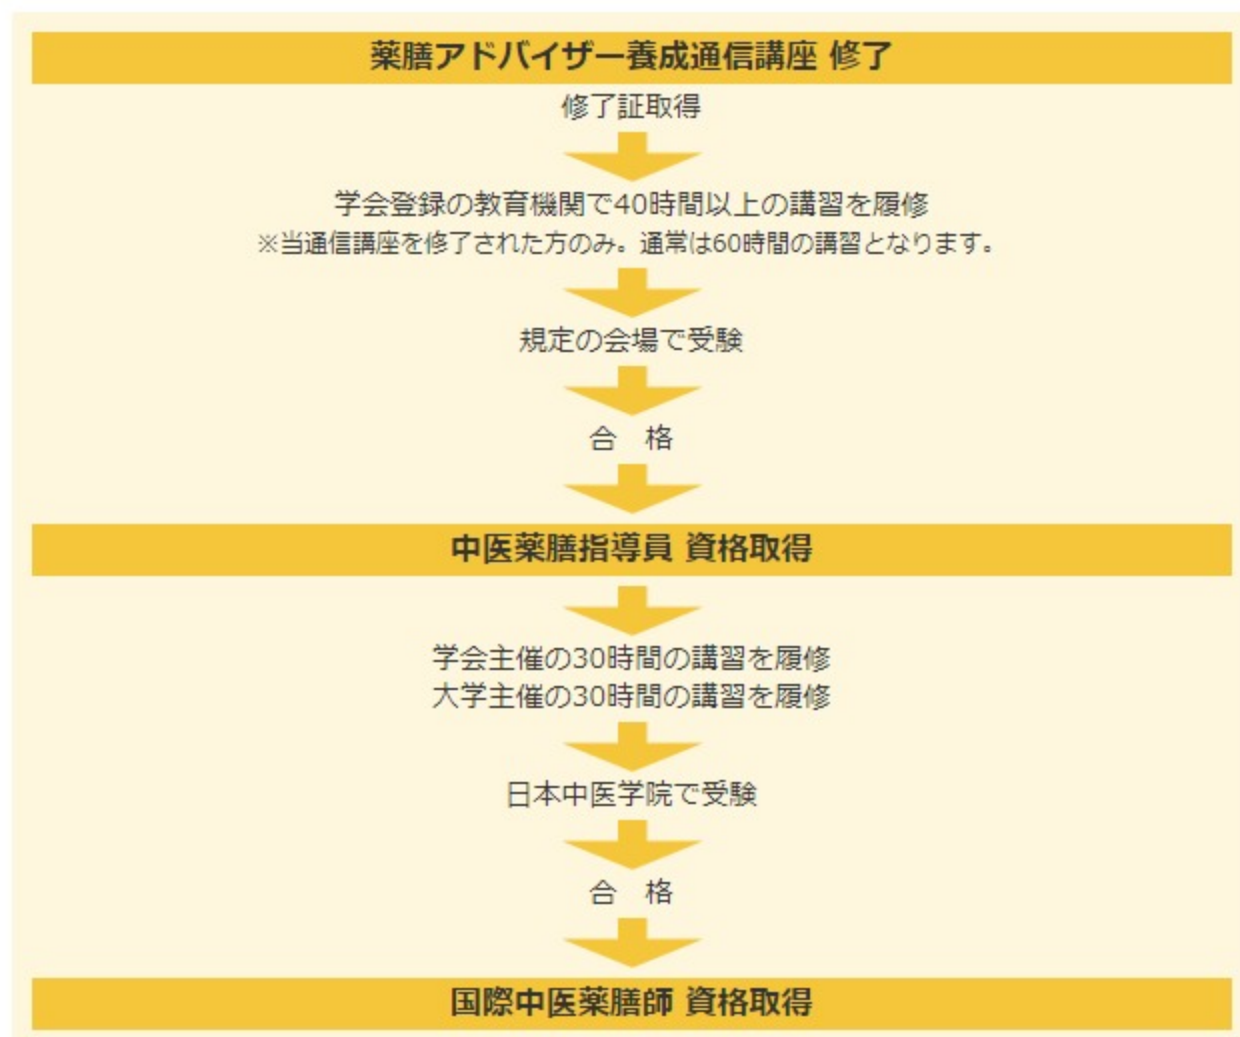 薬膳アドバイザー養成通信講座 修了
修了証取得
学会登録の教育機関で40時間以上の講習を履修
※当通信講座を修了された方のみ。通常は60時間の講習となります。
規定の会場で受験
合　格
中医薬膳指導員 資格取得
学会主催の30時間の講習を履修
大学主催の30時間の講習を履修
日本中医学院で受験
合　格
国際中医薬膳師 資格取得